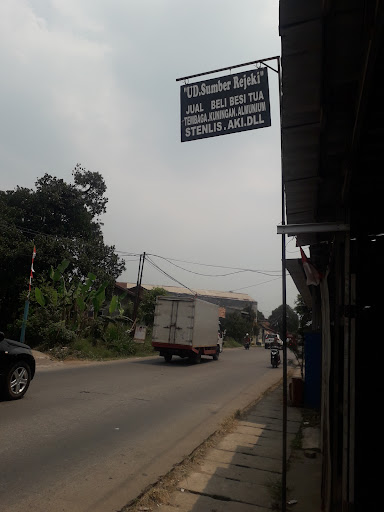 "UD.Sumber Rejeki"
JUAL BELI BESI TUA
TEMBAGA.KUNINGAN.ALMUNIUM
STENLIS.AKI.DLL